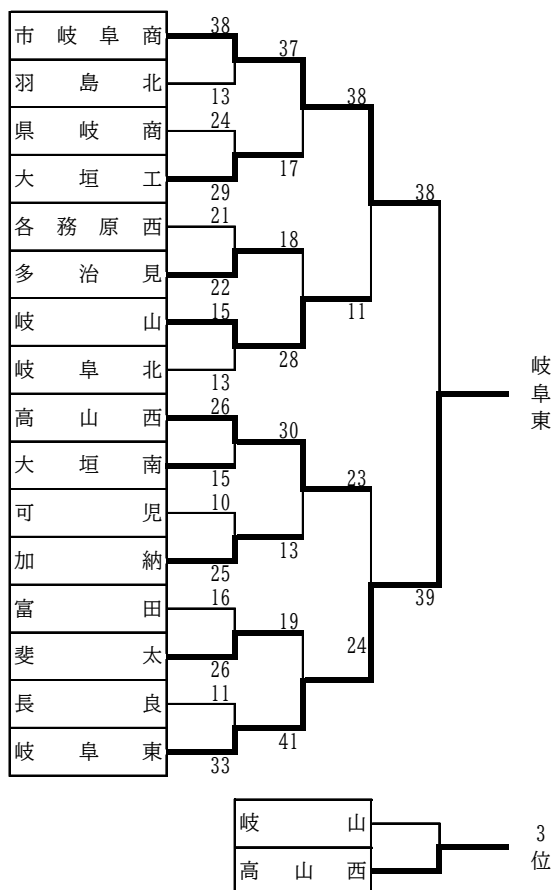 市岐阜商
羽島北
県岐商
大垣工
各務原西
多治見
岐山
岐阜北
高山西
大垣南
可児
加納
富田
斐太
長良
岐阜東
38
13
24
29
21
22
15
13
26
15
10
25
16
26
11
33
37
17
18
28
30
13
19
41
38
11
23
24
38
39
岐阜東
岐山
高山西
3位